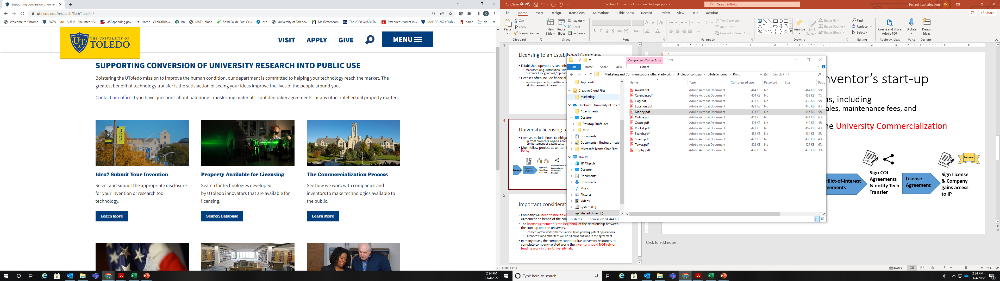 Supporting conversion of univer
utoledo.edu/research/TechTransfer/
Welcome to Chrome
DOW
AUTM - Volunteer P...
USAspending.gov
Home - ClinicalTrial...
hn
MST Upload
Solid Oxide Fuel Ce...
drp
University of Toledo...
MailTester.com
The 2020 OASDI Tr...
Extended Market In...
MANAGING YOUR...
danie
da
UT
THE UNIVERSITY OF
TOLEDO
VISIT
APPLY
GIVE
MENU
SUPPORTING CONVERSION OF UNIVERSITY RESEARCH INTO PUBLIC USE
Bolstering the UToledo mission to improve the human condition, our department is committed to helping your technology reach the market. The
greatest benefit of technology transfer is the satisfaction of seeing your ideas improve the lives of the people around you.
Contact our office if you have questions about patenting, transferring materials, confidentiality agreements, or any other intellectual property matters.
Idea? Submit Your Invention
Select and submit the appropriate disclosure
for your invention or research tool
technology.
Learn More
Property Available for Licensing
Search for technologies developed
by UToledo innovators that are available for
licensing.
Search Database
The Commercialization Process
See how we work with companies and
inventors to make technologies available to
the public.
Learn More
2:34 PM
11/4/2022
AutoSave Off
Section 7 - Inventor Education Start-ups.pptx
Search (Alt+Q)
Pollard, Katherine Ann PK
File Home Insert Design Transitions Animations Slide Show Record Review View Help Acrobat
Share
Paste
Cut
Copy
Format Painter
Clipboard
New
Slide
Reuse
Slides
Layout
Reset
Section
Slides
Font
Text Direction
Align Text
Convert to SmartArt
Paragraph
Arrange
Quick
Styles
Shape Fill
Shape Outline
Shape Effects
Drawing
Find
Replace
Select
Editing
Create and Share
Adobe PDF
Adobe Acrobat
Dictate
Voice
Design
Ideas
Designer
3
Licensing to an Established Company
• Established operations can enh
• Manufacturing, distribution, sale
customer lists, good will/reputati
• Licenses often include financial
• up-front payments, royalties on
reimbursement of patent costs
4
University licensing to
• Licenses include financial obliga
• up-front payments, royalties on
reimbursement of patent costs
• Must follow process as written i
Policy
Company
Business
Overview
Approval
from Dean
and Chair
Share Overview &
Approval with
Technology
Transfer
5
Important considerat
• Company will need to hire an
agreement on behalf of the com
• The license agreement is the beginning of the relationship between
the start-up and the university.
• Licensees often work with the university on pending patent applications
• Patent costs and other fees will be billed as outlined in the agreement
• In many cases, the company cannot utilize university resources to
complete company-related work; the inventor should NOT rely on
funding work in their University lab.
Compressed Folder Tools
Print
File Home Share View Extract
« Marketing and Communications official artwork > UToledo-Icons.zip > UToledo Icons > Print
Search Print
Top Leads
Creative Cloud Files
Marketing
OneDrive - University of Toled
Attachments
Desktop
Desktop Subfolder
Misc
Documents
Documents - Business Incub
Microsoft Teams Chat Files
This PC
3D Objects
Desktop
Documents
Downloads
Music
Pictures
Videos
System (C:)
Shared Drive (Z:)
Name Type Compressed size Password ... Size Ratio
Award.pdf Adobe Acrobat Document 444 KB No 464 KB 5%
Calendar.pdf Adobe Acrobat Document 404 KB No 432 KB 7%
Flag.pdf Adobe Acrobat Document 411 KB No 430 KB 5%
Location.pdf Adobe Acrobat Document 428 KB No 445 KB 4%
Money.pdf Adobe Acrobat Document 425 KB No 445 KB 5%
Online.pdf Adobe Acrobat Document 418 KB No 444 KB 6%
Quote.pdf Adobe Acrobat Document 426 KB No 440 KB 4%
Rocket.pdf Adobe Acrobat Document 441 KB No 459 KB 4%
Search.pdf Adobe Acrobat Document 432 KB No 454 KB 5%
Shield.pdf Adobe Acrobat Document 422 KB No 436 KB 4%
Tower.pdf Adobe Acrobat Document 402 KB No 427 KB 6%
Trophy.pdf Adobe Acrobat Document 406 KB No 416 KB 3%
12 items 1 item selected 444 KB
nventor's start-up
ns, including
ales, maintenance fees, and
he University Commercialization
nflict-of-interest
eements
Sign COI
Agreements
& notify Tech
Transfer
License
Agreement
License
Sign License
& Company
gains access
to IP
Click to add notes
Slide 4 of 5
Notes
97%
Type here to search
2:34 PM
11/4/2022